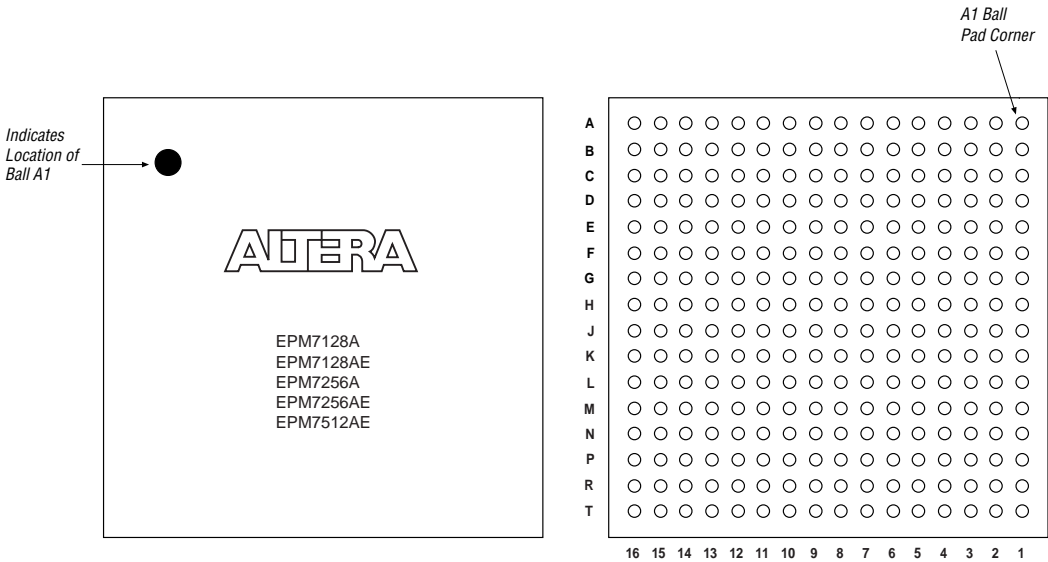 A1 Ball
Pad Corner
Indicates
Location of
Ball A1
ALTERA
EPM7128A
EPM7128AE
EPM7256A
EPM7256AE
EPM7512AE
A
B
C
D
E
F
G
H
J
K
L
M
N
P
R
T
16 15 14 13 12 11 10 9 8 7 6 5 4 3 2 1